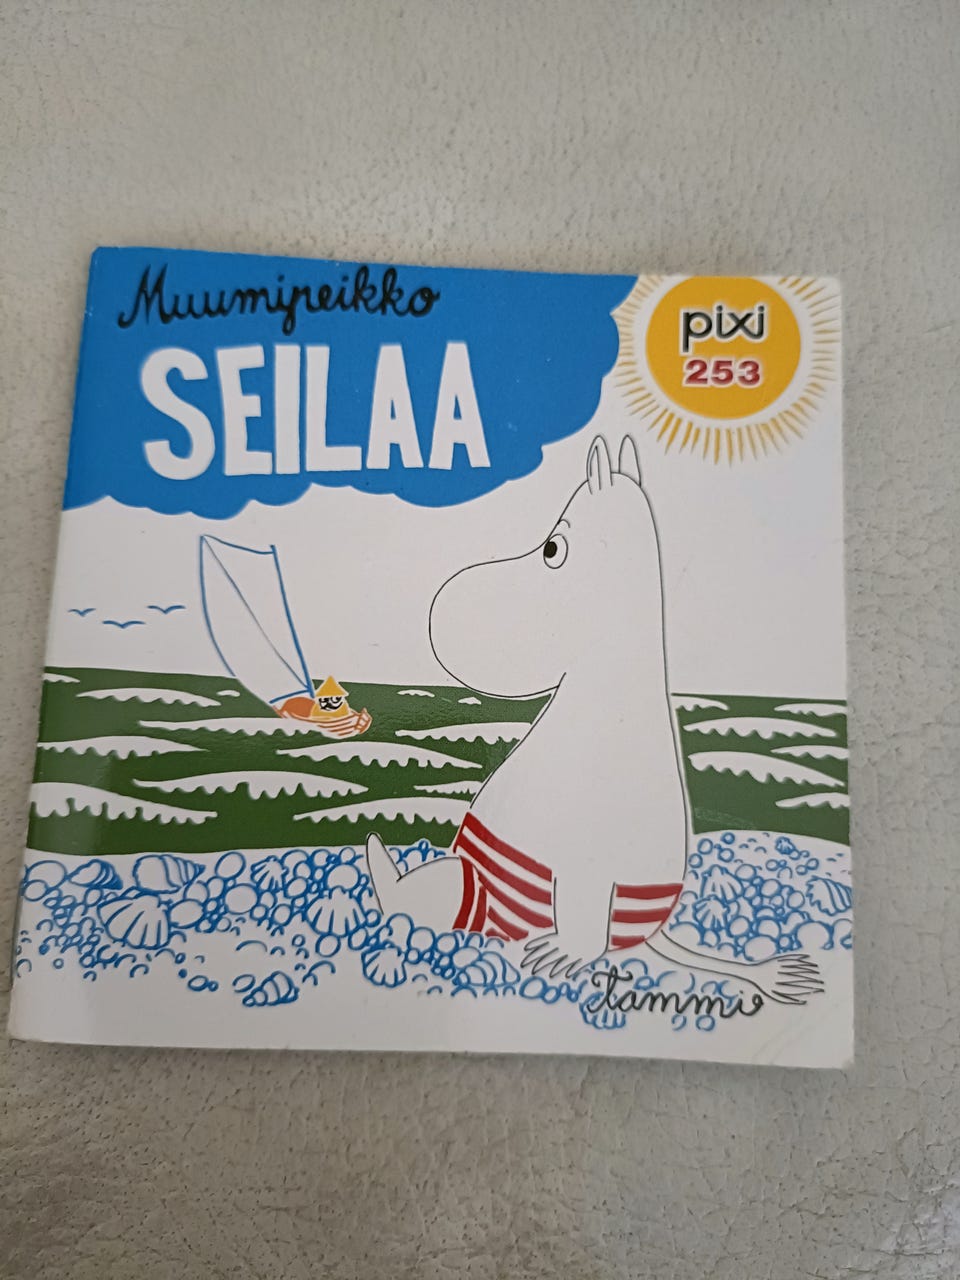 Muumipeikko
SEILAA
pixi
253
Tammi